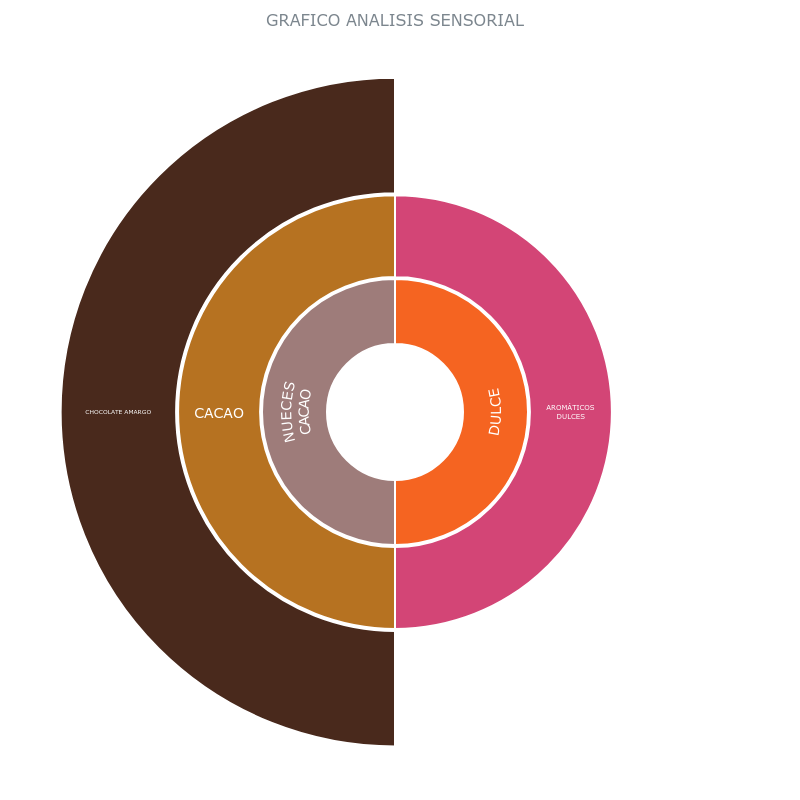 GRAFICO ANALISIS SENSORIAL
CHOCOLATE AMARGO
CACAO
NUECES
CACAO
DULCE
AROMÁTICOS
DULCES